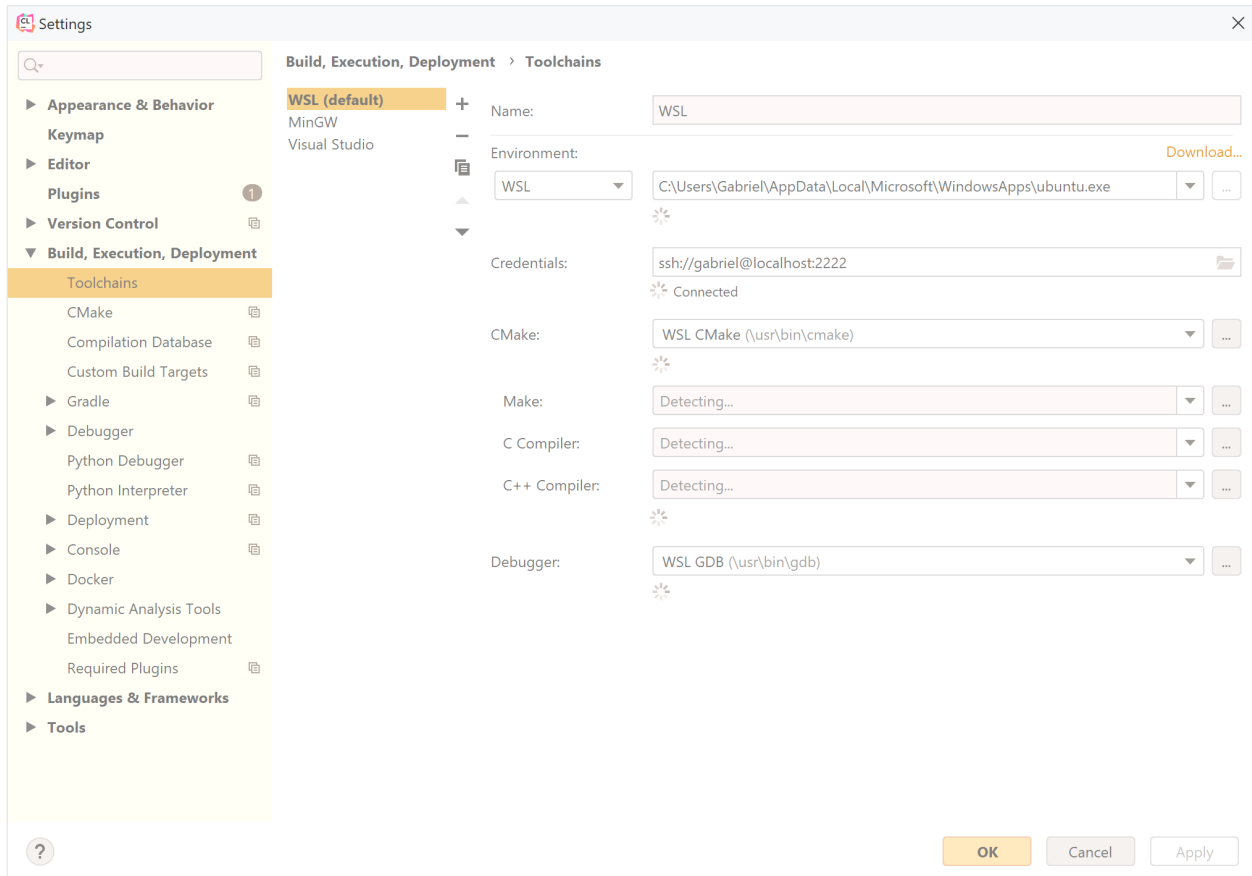 Settings
Build, Execution, Deployment › Toolchains
Appearance & Behavior
Keymap
Editor
Plugins 1
Version Control
Build, Execution, Deployment
Toolchains
CMake
Compilation Database
Custom Build Targets
Gradle
Debugger
Python Debugger
Python Interpreter
Deployment
Console
Docker
Dynamic Analysis Tools
Embedded Development
Required Plugins
Languages & Frameworks
Tools
WSL (default)
MinGW
Visual Studio
Name: WSL
Environment: Download...
WSL C:\Users\Gabriel\AppData\Local\Microsoft\WindowsApps\ubuntu.exe ...
Credentials: ssh://gabriel@localhost:2222
Connected
CMake: WSL CMake (\usr\bin\cmake) ...
Make: Detecting... ...
C Compiler: Detecting... ...
C++ Compiler: Detecting... ...
Debugger: WSL GDB (\usr\bin\gdb) ...
? OK Cancel Apply